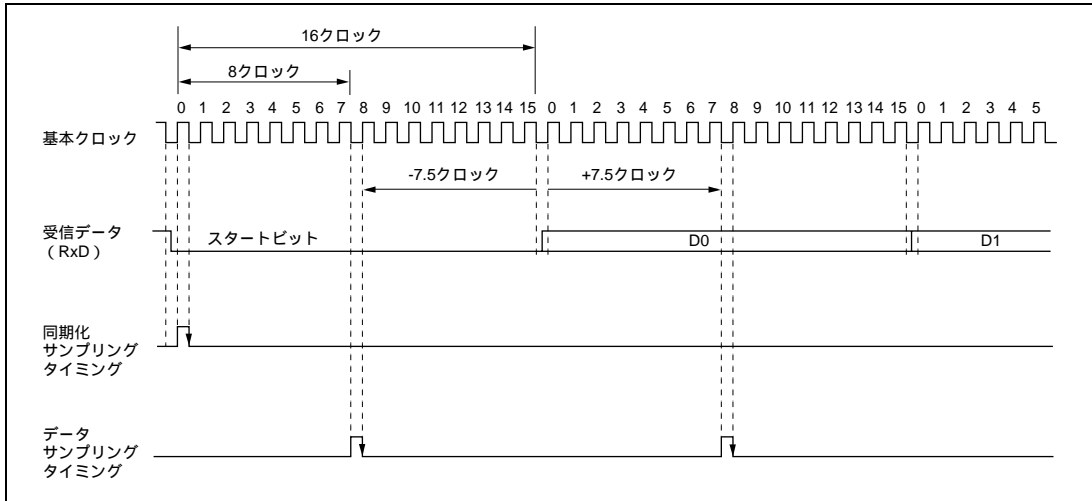 16クロック
8クロック
0 1 2 3 4 5 6 7 8 9 10 11 12 13 14 15 0 1 2 3 4 5 6 7 8 9 10 11 12 13 14 15 0 1 2 3 4 5
基本クロック
-7.5クロック +7.5クロック
受信データ
（RxD）
スタートビット D0 D1
同期化
サンプリング
タイミング
データ
サンプリング
タイミング